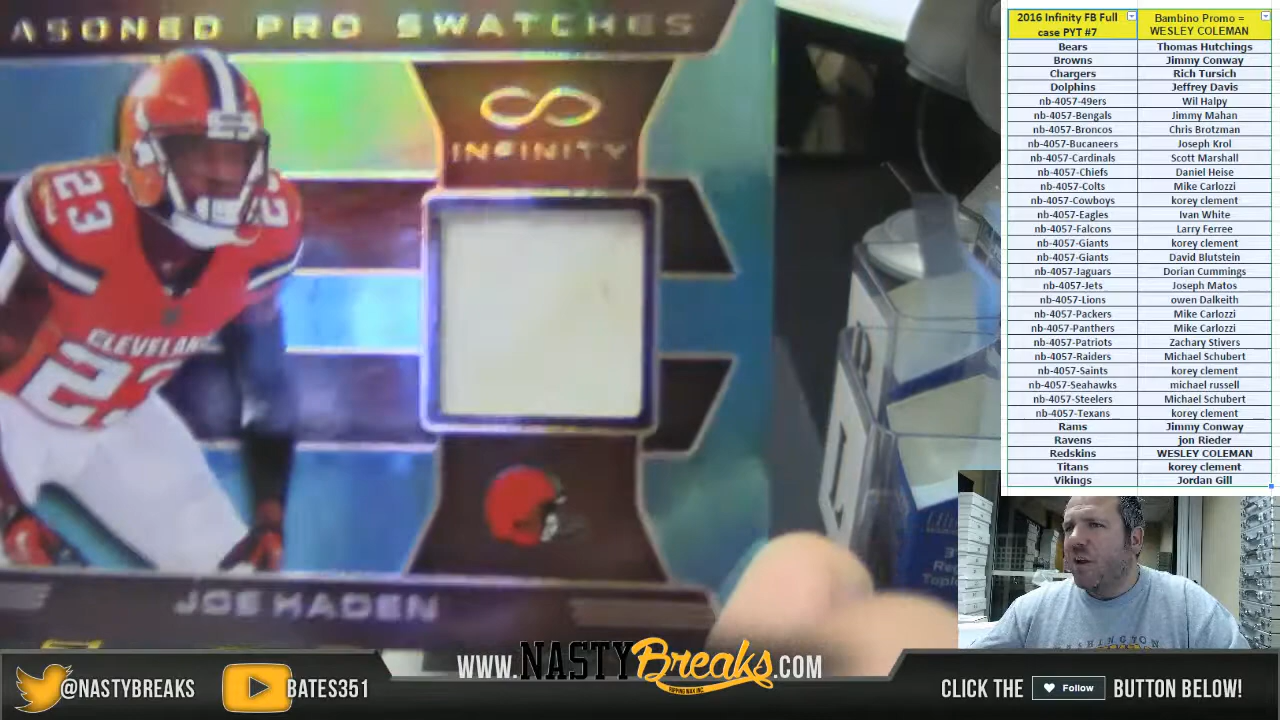 ASONED PRO SWATCHES
INFINITY
23
CLEVELAND
23
JOE HADEN
2016 Infinity FB Full case PYT #7 Bambino Promo = WESLEY COLEMAN
Bears Thomas Hutchings
Browns Jimmy Conway
Chargers Rich Tursich
Dolphins Jeffrey Davis
nb-4057-49ers Wil Halpy
nb-4057-Bengals Jimmy Mahan
nb-4057-Broncos Chris Brotzman
nb-4057-Bucaneers Joseph Krol
nb-4057-Cardinals Scott Marshall
nb-4057-Chiefs Daniel Heise
nb-4057-Colts Mike Carlozzi
nb-4057-Cowboys korey clement
nb-4057-Eagles Ivan White
nb-4057-Falcons Larry Ferree
nb-4057-Giants korey clement
nb-4057-Giants David Blutstein
nb-4057-Jaguars Dorian Cummings
nb-4057-Jets Joseph Matos
nb-4057-Lions owen Dalkeith
nb-4057-Packers Mike Carlozzi
nb-4057-Panthers Mike Carlozzi
nb-4057-Patriots Zachary Stivers
nb-4057-Raiders Michael Schubert
nb-4057-Saints korey clement
nb-4057-Seahawks michael russell
nb-4057-Steelers Michael Schubert
nb-4057-Texans korey clement
Rams Jimmy Conway
Ravens jon Rieder
Redskins WESLEY COLEMAN
Titans korey clement
Vikings Jordan Gill
@NASTYBREAKS
BATES351
WWW.NASTYBreaks.COM
CLICK THE Follow BUTTON BELOW!